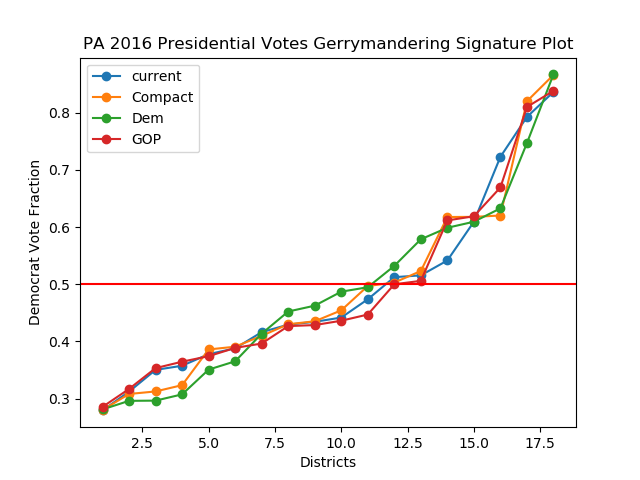 PA 2016 Presidential Votes Gerrymandering Signature Plot
current
Compact
Dem
GOP
0.8
0.7
0.6
0.5
0.4
0.3
Democrat Vote Fraction
2.5 5.0 7.5 10.0 12.5 15.0 17.5
Districts